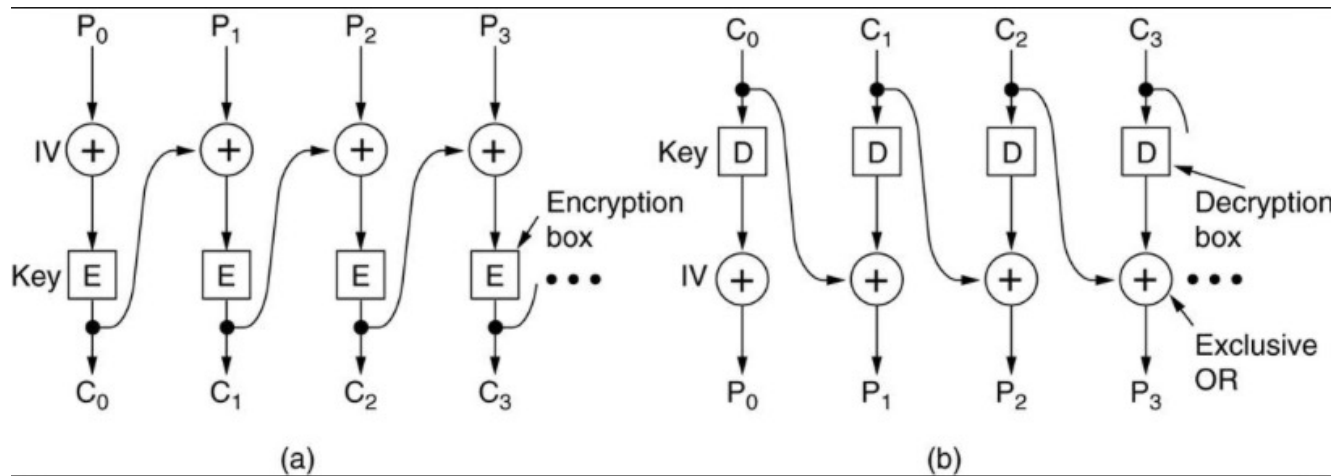 P₀ P₁ P₂ P₃
IV + + + +
Encryption
box
Key E E E E
C₀ C₁ C₂ C₃
(a)
C₀ C₁ C₂ C₃
Key D D D D
Decryption
box
IV + + + +
Exclusive
OR
P₀ P₁ P₂ P₃
(b)